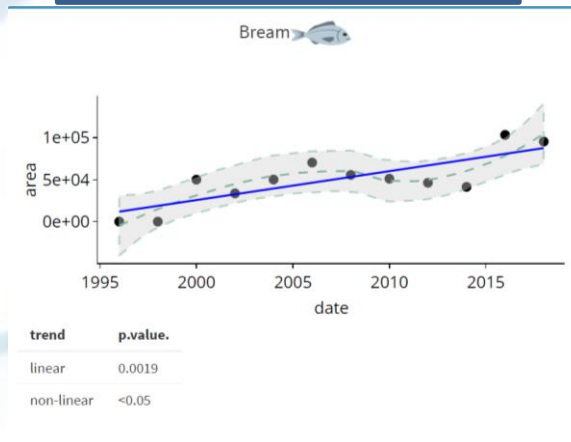 Bream
1e+05
5e+04
0e+00
area
1995 2000 2005 2010 2015
date
trend p.value.
linear 0.0019
non-linear <0.05